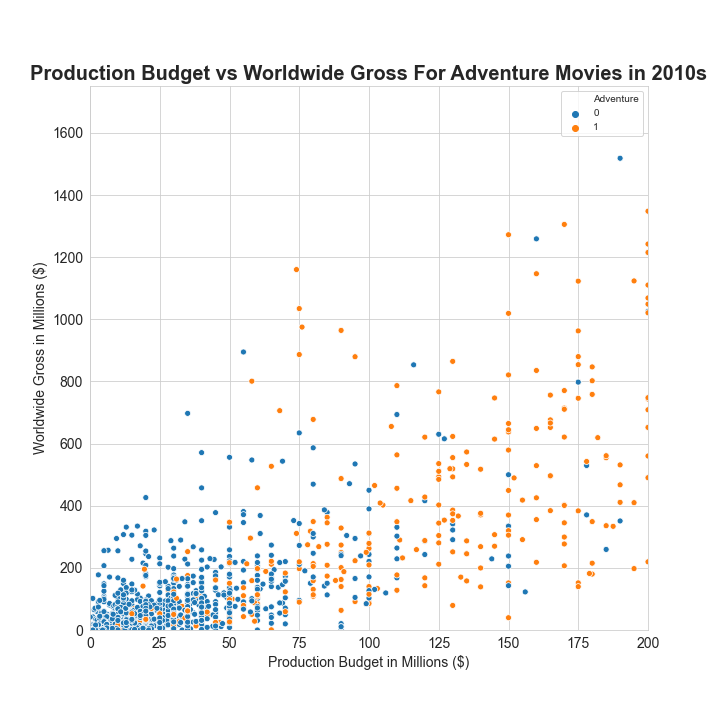 Production Budget vs Worldwide Gross For Adventure Movies in 2010s
Adventure
0
1
1600
1400
1200
1000
800
600
400
200
0
Worldwide Gross in Millions ($)
0 25 50 75 100 125 150 175 200
Production Budget in Millions ($)